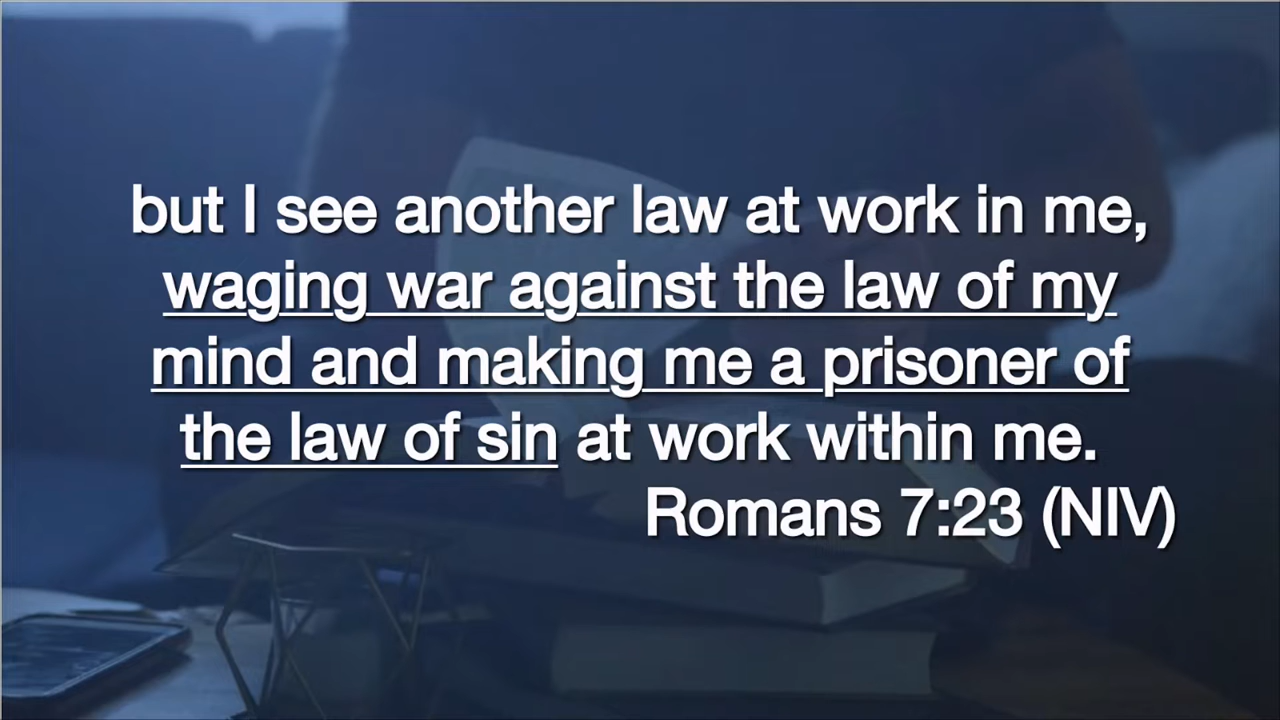 but I see another law at work in me,
waging war against the law of my
mind and making me a prisoner of
the law of sin at work within me.
Romans 7:23 (NIV)